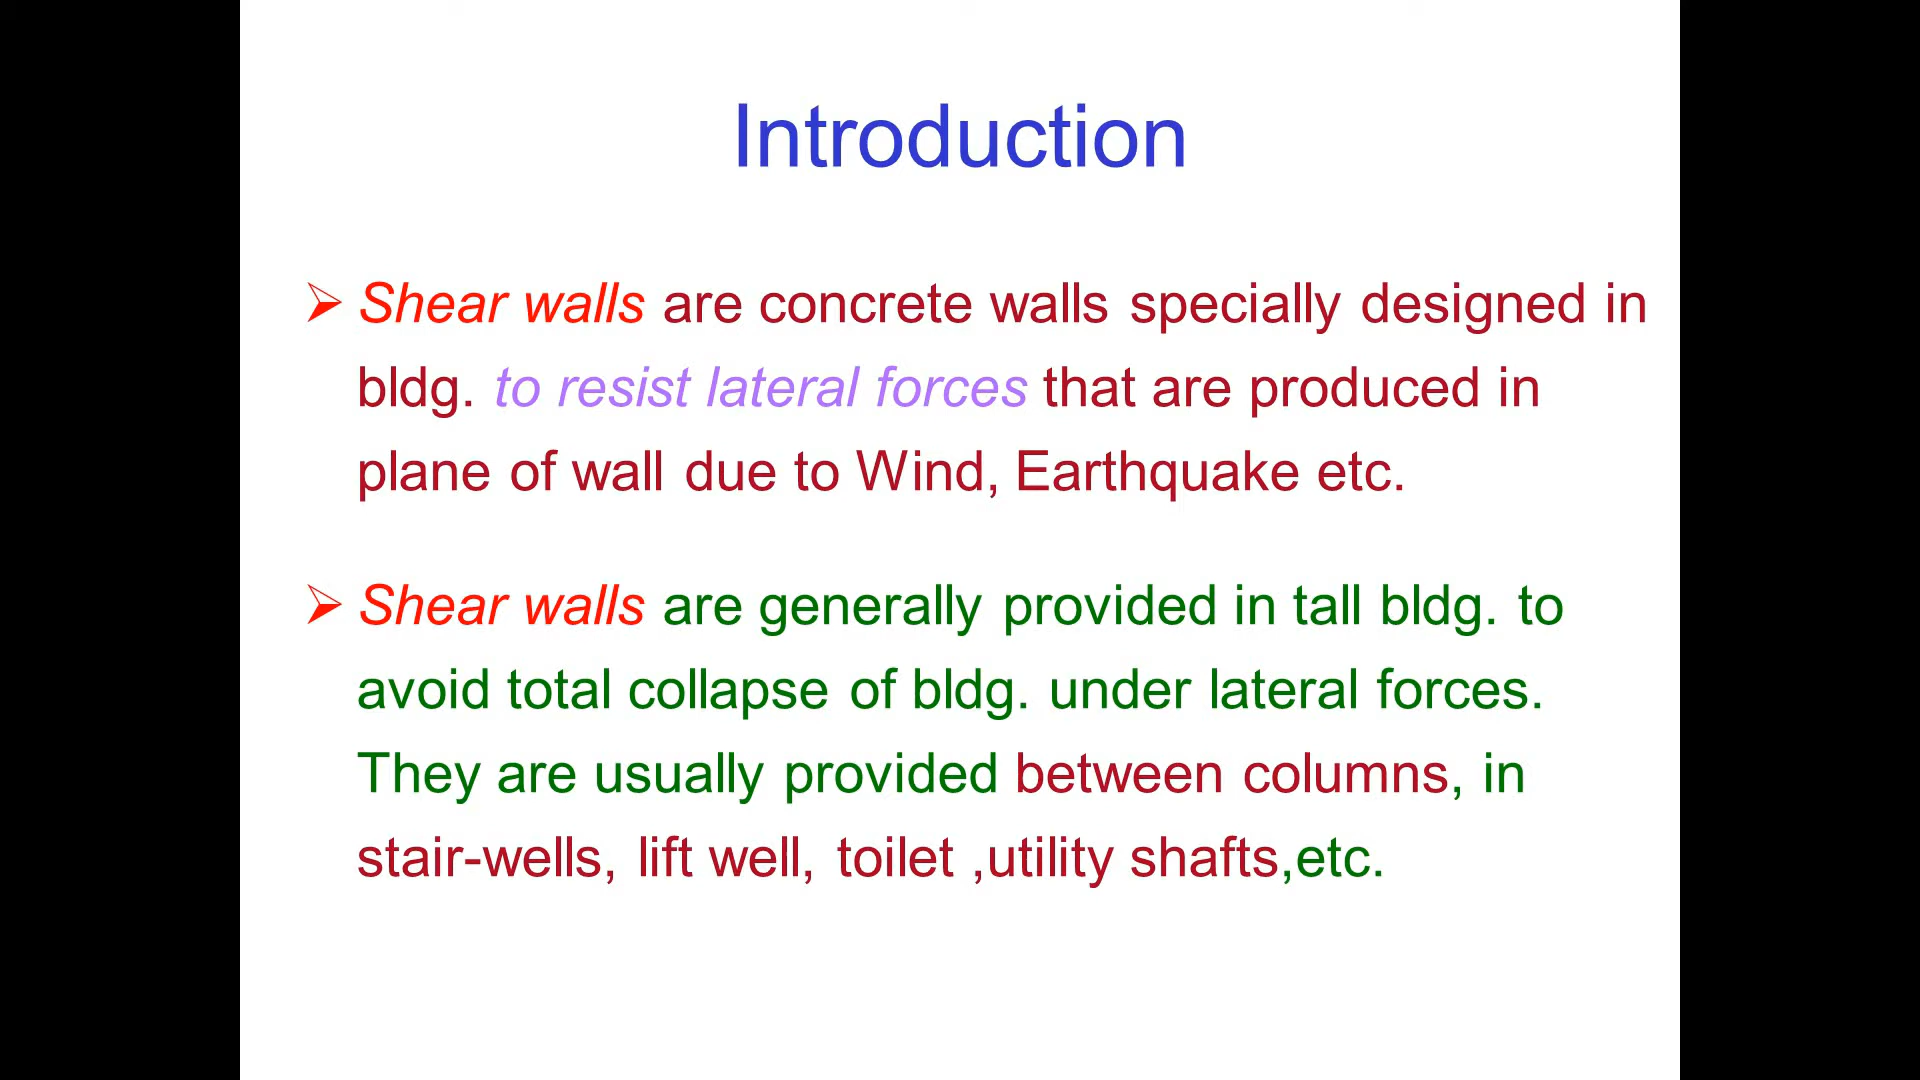 Introduction
Shear walls are concrete walls specially designed in
bldg. to resist lateral forces that are produced in
plane of wall due to Wind, Earthquake etc.
Shear walls are generally provided in tall bldg. to
avoid total collapse of bldg. under lateral forces.
They are usually provided between columns, in
stair-wells, lift well, toilet ,utility shafts,etc.